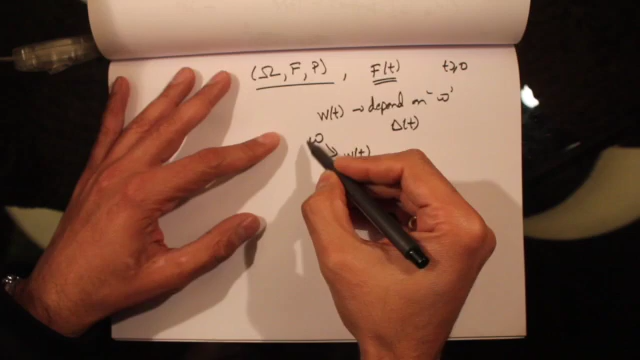 (Ω, F, P) , F(t) t≥0
W(t) → depend on 'ω'
Δ(t)
ω
↘ W(t)